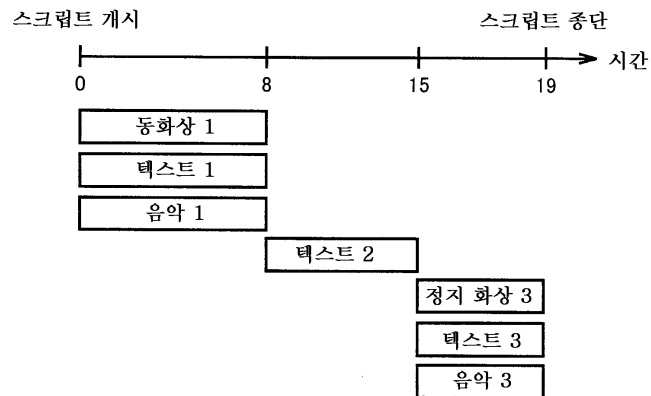 스크립트 개시 스크립트 종단
시간
0 8 15 19
동화상 1
텍스트 1
음악 1
텍스트 2
정지 화상 3
텍스트 3
음악 3